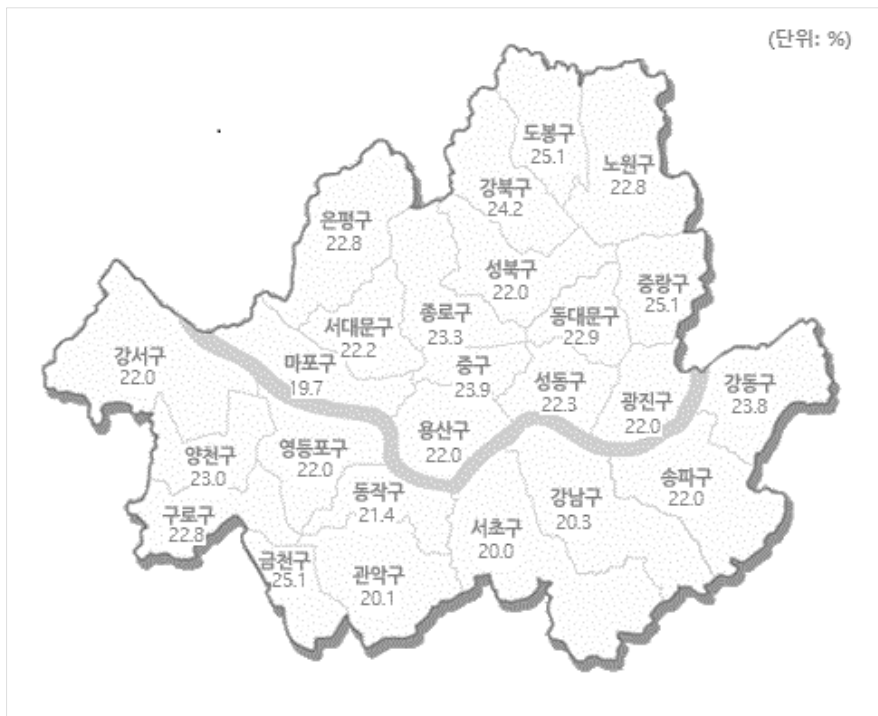 (단위: %)
도봉구
25.1
노원구
22.8
강북구
24.2
은평구
22.8
성북구
22.0
중랑구
25.1
종로구
23.3
동대문구
22.9
서대문구
22.2
강서구
22.0
마포구
19.7
중구
23.9
성동구
22.3
광진구
22.0
강동구
23.8
용산구
22.0
양천구
23.0
영등포구
22.0
동작구
21.4
강남구
20.3
송파구
22.0
구로구
22.8
서초구
20.0
금천구
25.1
관악구
20.1